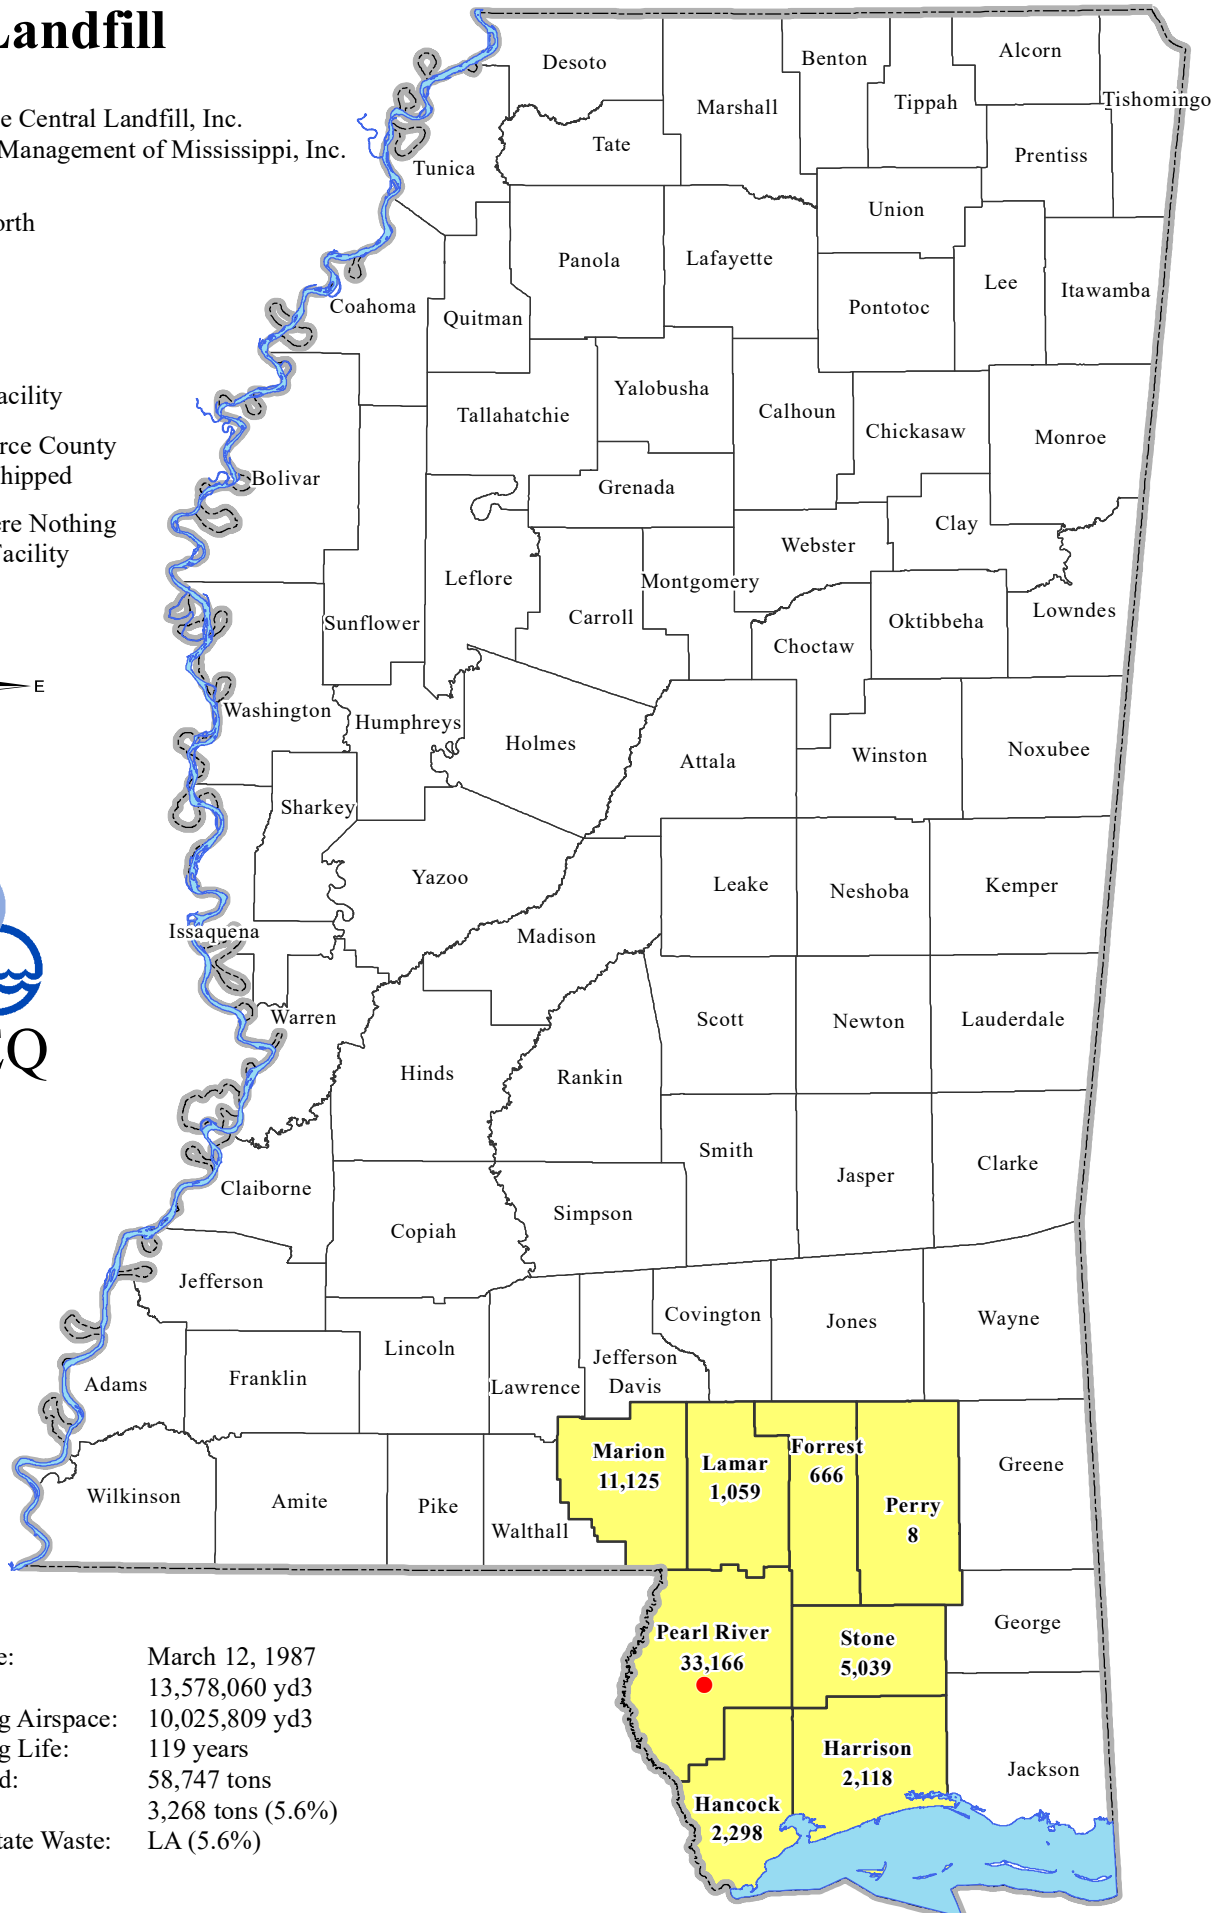 Landfill
e Central Landfill, Inc.
Management of Mississippi, Inc.
orth
acility
rce County
hipped
ere Nothing
Facility
E
CQ
Desoto
Benton
Alcorn
Marshall
Tippah
Tishomingo
Tate
Tunica
Prentiss
Union
Panola
Lafayette
Lee
Itawamba
Coahoma
Quitman
Pontotoc
Yalobusha
Tallahatchie
Calhoun
Chickasaw
Monroe
Bolivar
Grenada
Clay
Webster
Leflore
Montgomery
Carroll
Lowndes
Sunflower
Oktibbeha
Choctaw
Washington
Humphreys
Holmes
Attala
Winston
Noxubee
Sharkey
Yazoo
Leake
Neshoba
Kemper
Issaquena
Madison
Warren
Scott
Newton
Lauderdale
Hinds
Rankin
Smith
Jasper
Clarke
Claiborne
Copiah
Simpson
Jefferson
Covington
Jones
Wayne
Lincoln
Jefferson
Davis
Adams
Franklin
Lawrence
Marion
11,125
Lamar
1,059
Forrest
666
Perry
8
Greene
Wilkinson
Amite
Pike
Walthall
Pearl River
33,166
Stone
5,039
George
Harrison
2,118
Jackson
Hancock
2,298
e: March 12, 1987
13,578,060 yd3
g Airspace: 10,025,809 yd3
g Life: 119 years
d: 58,747 tons
3,268 tons (5.6%)
tate Waste: LA (5.6%)